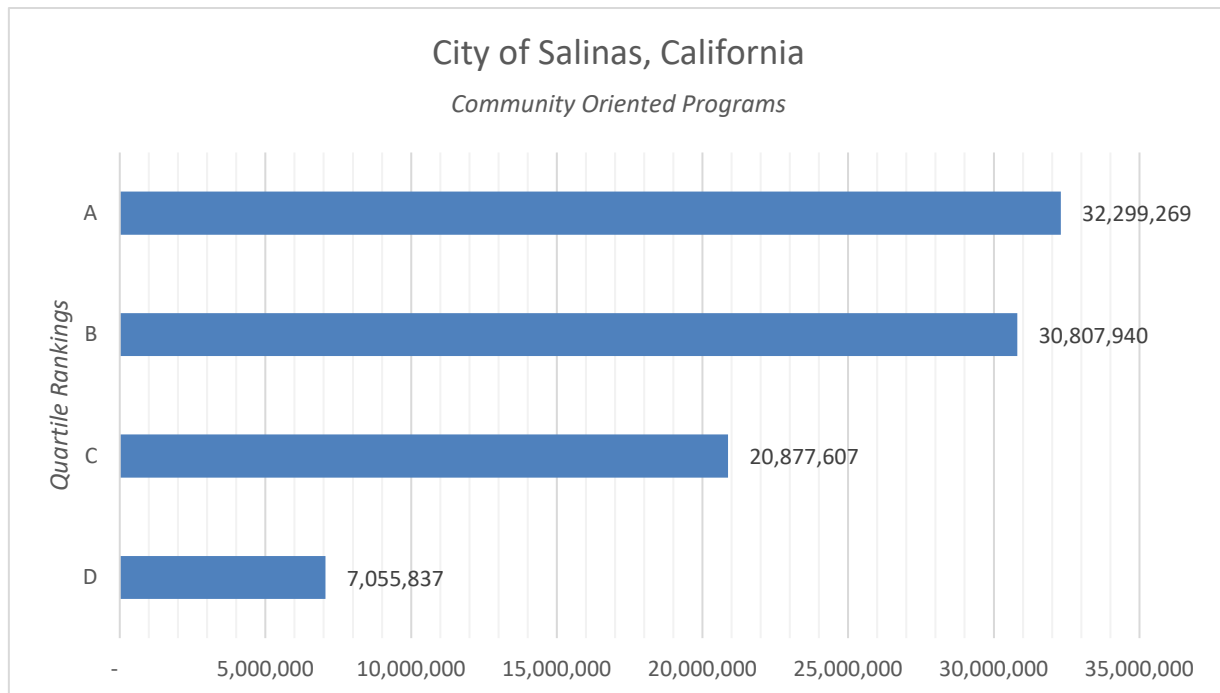 City of Salinas, California
Community Oriented Programs
Quartile Rankings
A
32,299,269
B
30,807,940
C
20,877,607
D
7,055,837
- 5,000,000 10,000,000 15,000,000 20,000,000 25,000,000 30,000,000 35,000,000